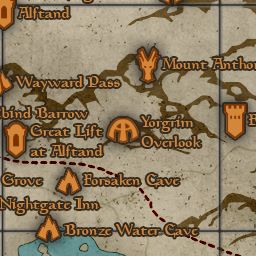 Alftand
Mount Anthor
Wayward Pass
Barrow
Yorgrim
Overlook
Great Lift
at Alftand
Grove
Forsaken Cave
Nightgate Inn
Bronze Water Cave